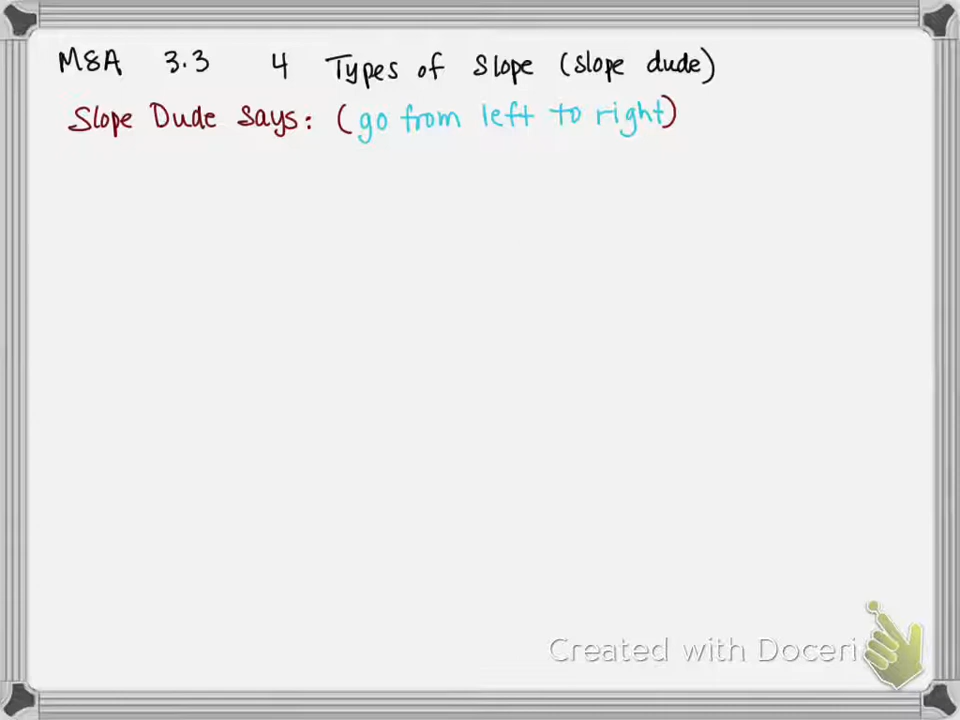 M&A 3.3 4 Types of Slope (slope dude)
Slope Dude Says: (go from left to right)
Created with Doceri